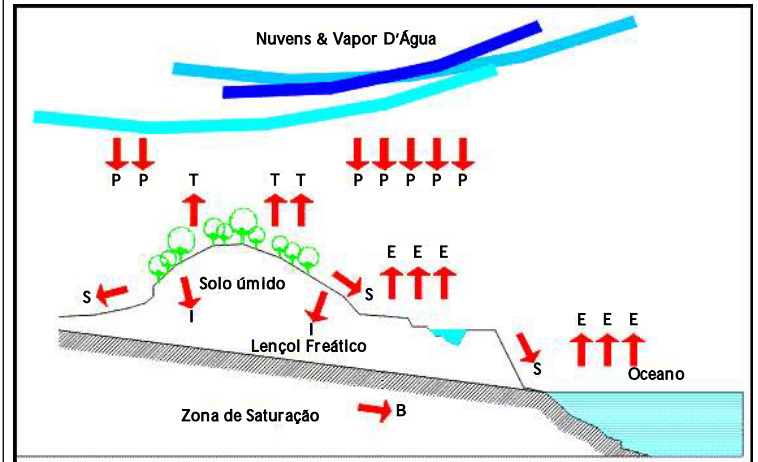 Nuvens & Vapor D'Água
P P P P P P P
T T T
E E E
Solo úmido
S S
I I
E E E
Lençol Freático
S
Oceano
Zona de Saturação B